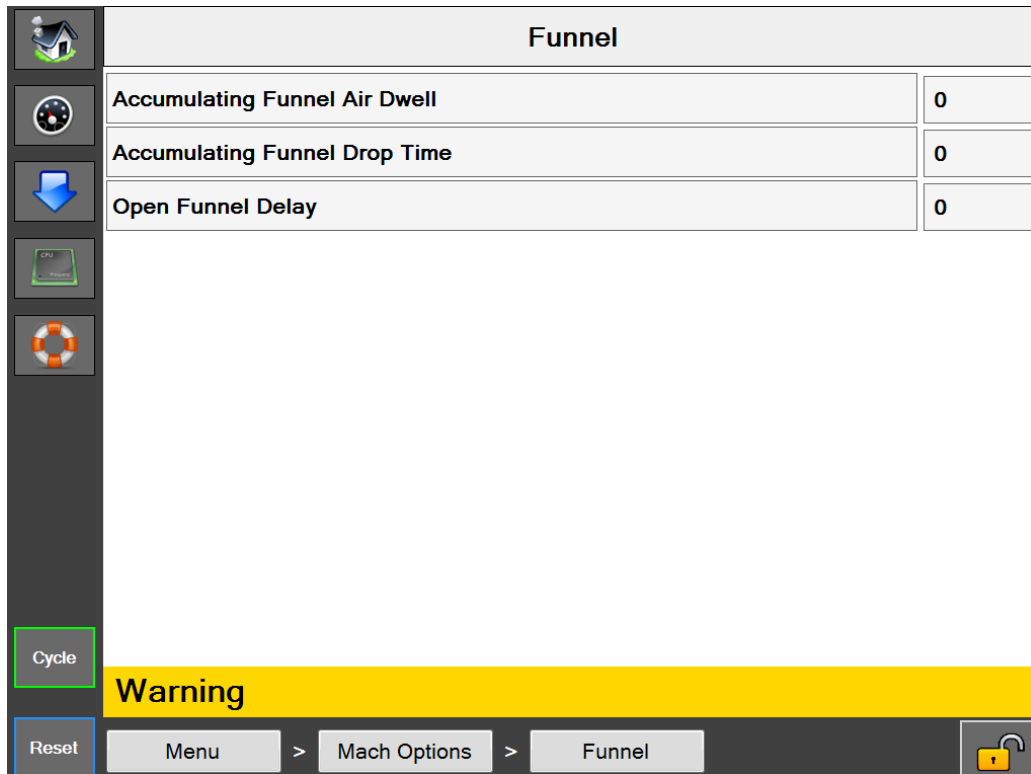 Funnel
Accumulating Funnel Air Dwell 0
Accumulating Funnel Drop Time 0
Open Funnel Delay 0
CPU
Cycle
Warning
Reset Menu > Mach Options > Funnel